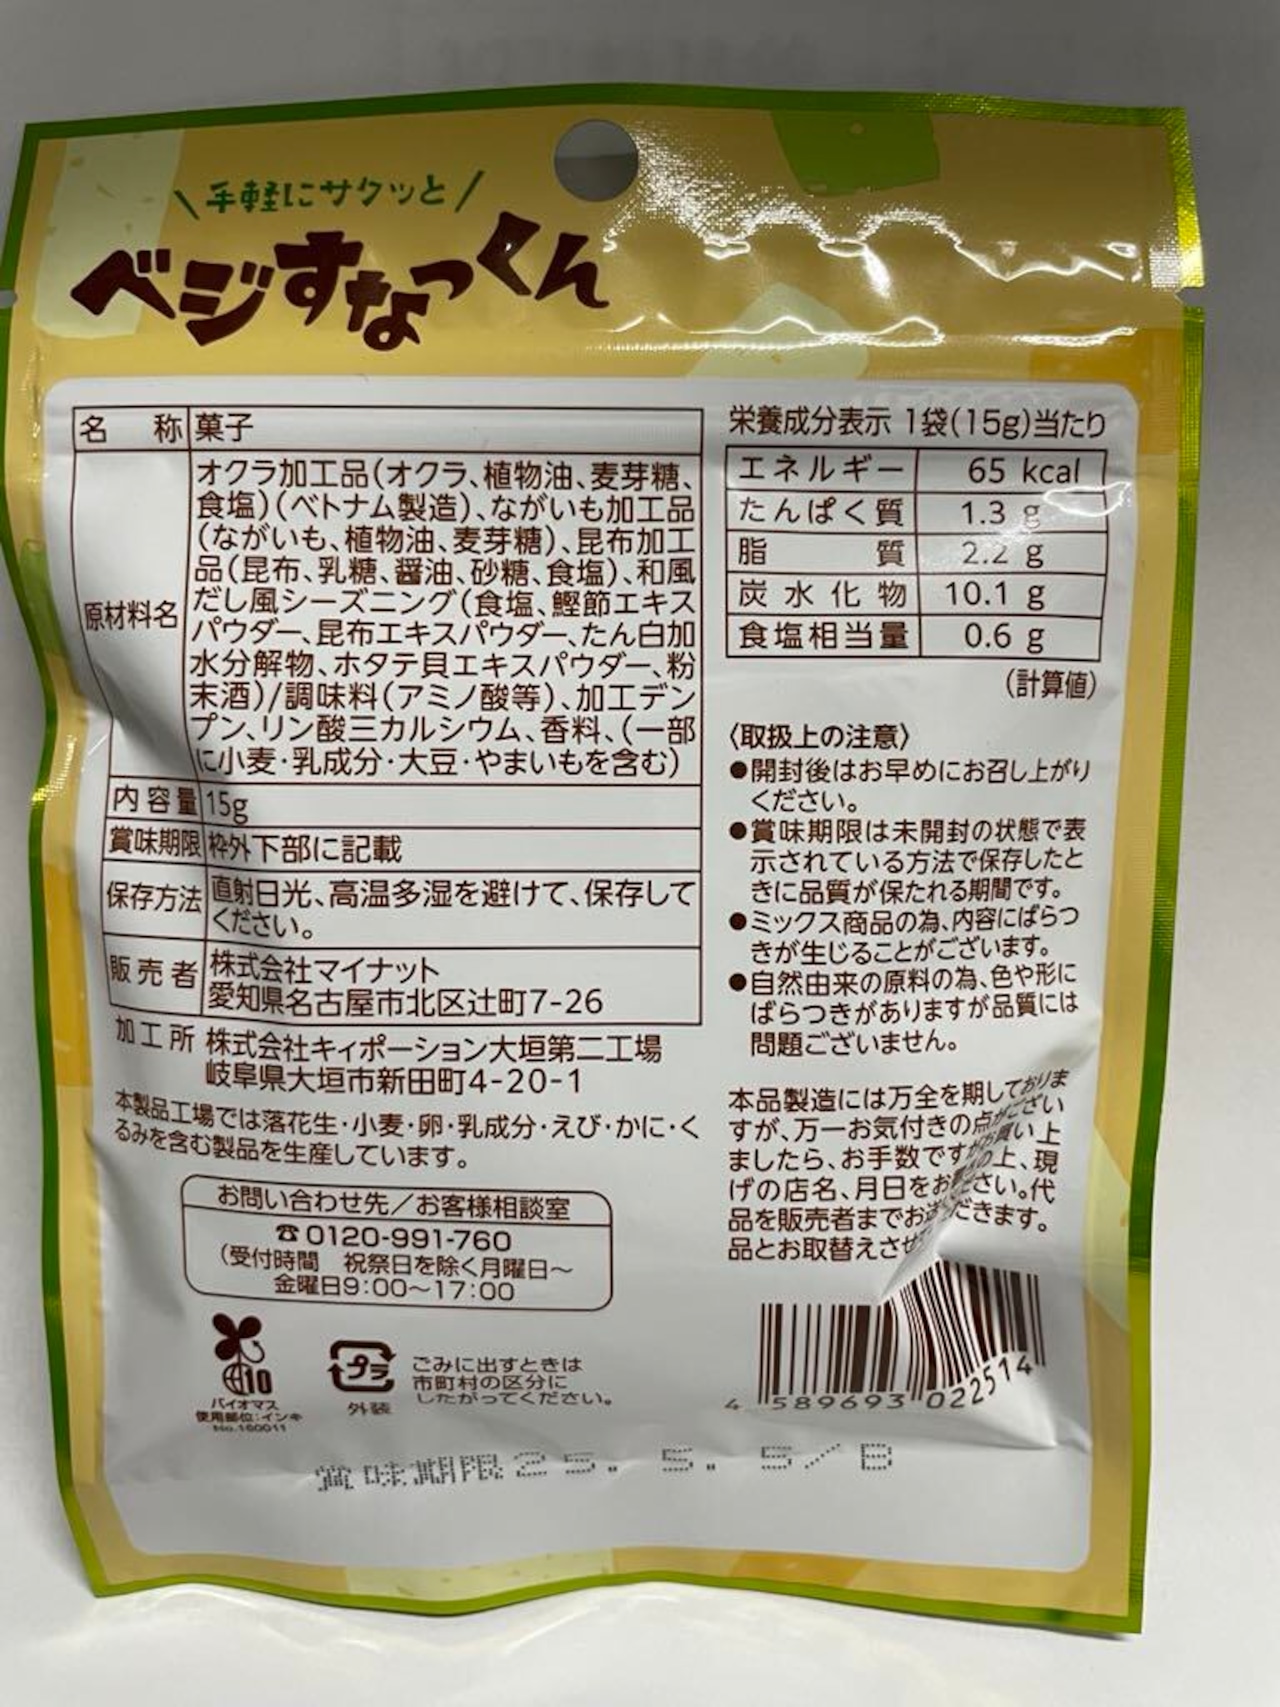 手軽にサクッと
ベジすなっくん
名 称 菓子
原材料名
オクラ加工品(オクラ、植物油、麦芽糖、
食塩)(ベトナム製造)、ながいも加工品
(ながいも、植物油、麦芽糖)、昆布加工
品(昆布、乳糖、醤油、砂糖、食塩)、和風
だし風シーズニング(食塩、鰹節エキス
パウダー、昆布エキスパウダー、たん白加
水分解物、ホタテ貝エキスパウダー、粉
末酒)/調味料(アミノ酸等)、加工デン
プン、リン酸三カルシウム、香料、(一部
に小麦・乳成分・大豆・やまいもを含む)
内容量 15g
賞味期限 枠外下部に記載
保存方法 直射日光、高温多湿を避けて、保存して
ください。
販売者 株式会社マイナット
愛知県名古屋市北区辻町7-26
加工所 株式会社キィポーション大垣第二工場
岐阜県大垣市新田町4-20-1
本製品工場では落花生・小麦・卵・乳成分・えび・かに・く
るみを含む製品を生産しています。
お問い合わせ先/お客様相談室
☎0120-991-760
(受付時間 祝祭日を除く月曜日〜
金曜日9:00〜17:00
10
バイオマス
使用部位:インキ
No.160011
プラ
外装
ごみに出すときは
市町村の区分に
したがってください。
栄養成分表示 1袋(15g)当たり
エネルギー 65 kcal
たんぱく質 1.3 g
脂質 2.2 g
炭水化物 10.1 g
食塩相当量 0.6 g
(計算値)
〈取扱上の注意〉
●開封後はお早めにお召し上がり
ください。
●賞味期限は未開封の状態で表
示されている方法で保存したと
きに品質が保たれる期間です。
●ミックス商品の為、内容にばらつ
きが生じることがございます。
●自然由来の原料の為、色や形に
ばらつきがありますが品質には
問題ございません。
本品製造には万全を期しておりま
すが、万一お気付きの点がござい
ましたら、お手数ですがお買い上
げの店名、月日をお の上、現
品を販売者までお ださい。代
品とお取替えさせ だきます。
4 589693 022514
賞味期限25. 5. 5/B